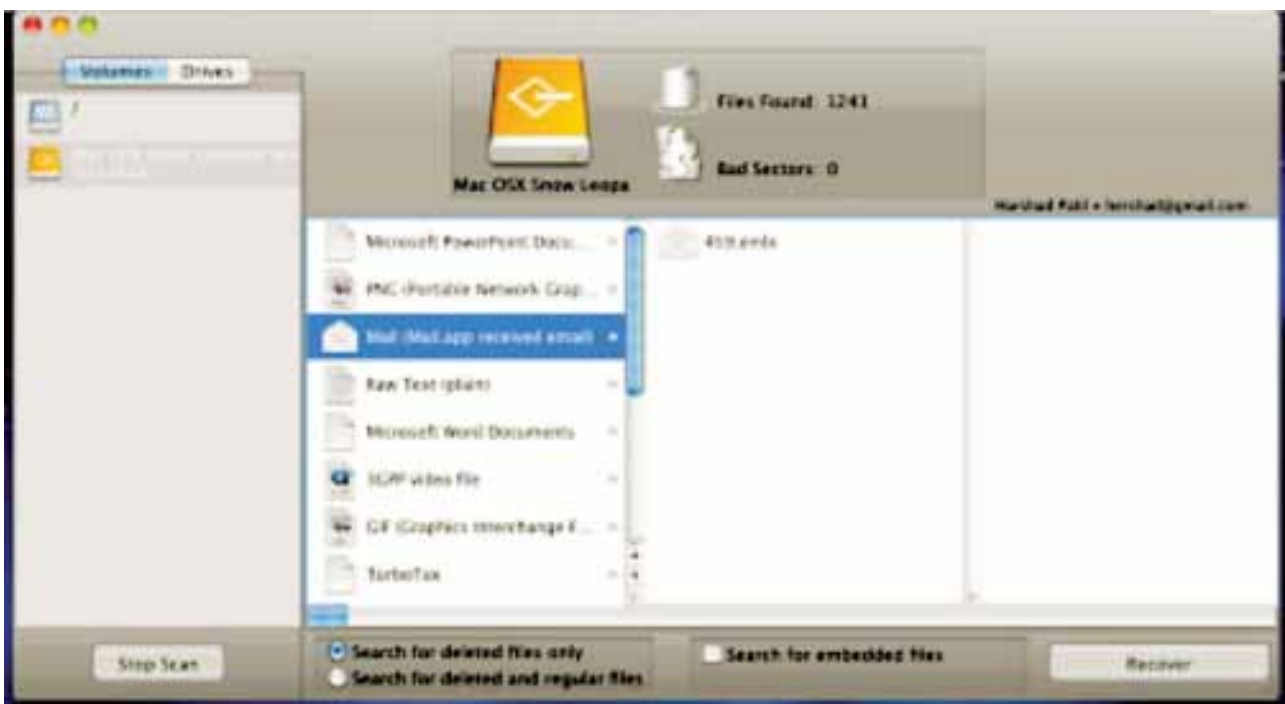 Volumes Drives
/
Files Found: 1241
Bad Sectors: 0
Mac OSX Snow Leopa
Microsoft PowerPoint Docu...
PNG (Portable Network Grap...
Mail (Mail.app received email)
Raw Text (plain)
Microsoft Word Documents
3GPP video file
GIF (Graphics Interchange F...
TurboTax
Stop Scan
Search for deleted files only
Search for deleted and regular files
Search for embedded files
Recover